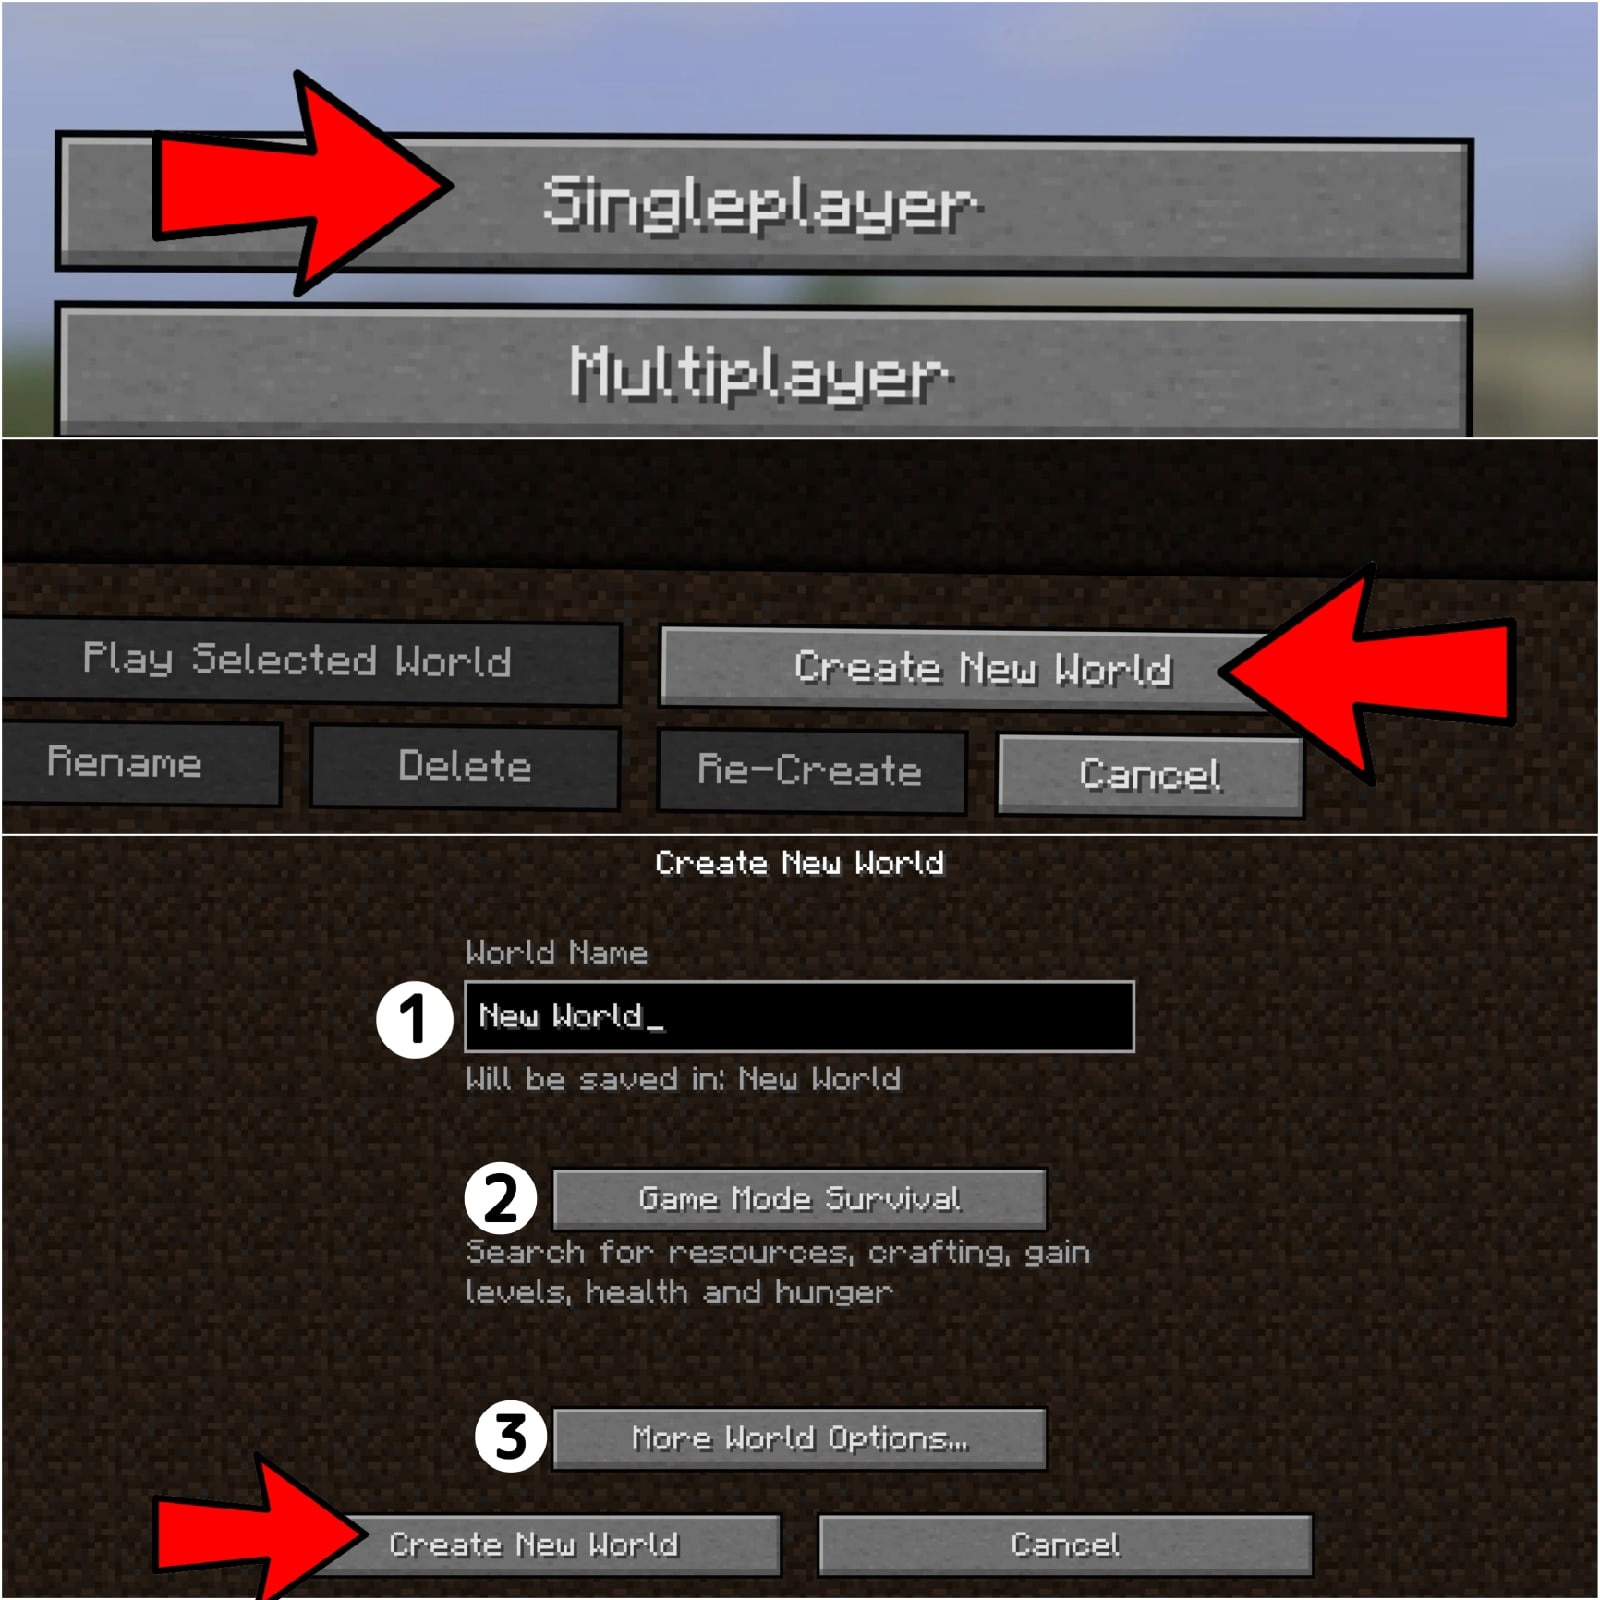 Singleplayer
Multiplayer
Play Selected World
Create New World
Rename
Delete
Re-Create
Cancel
Create New World
World Name
1
New World_
Will be saved in: New World
2
Game Mode Survival
Search for resources, crafting, gain
levels, health and hunger
3
More World Options...
Create New World
Cancel